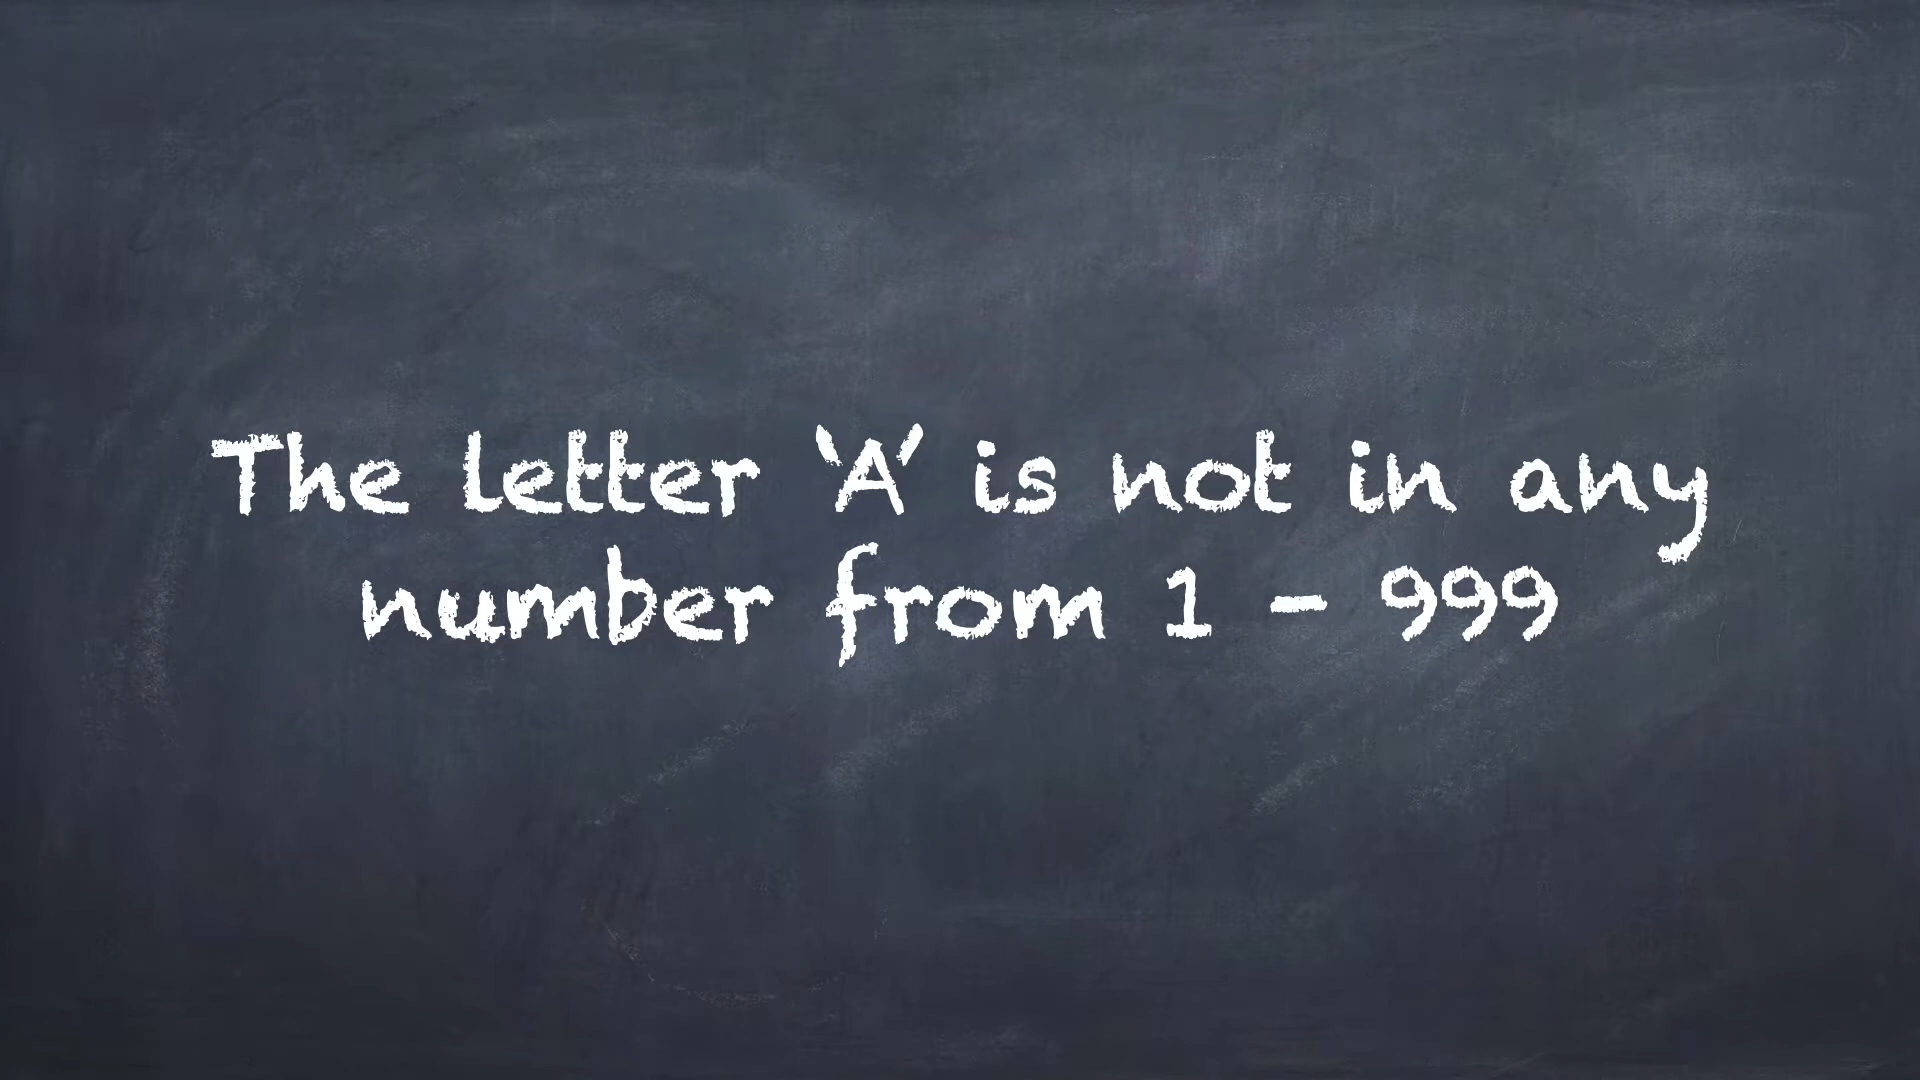 The letter ‘A’ is not in any
number from 1 - 999